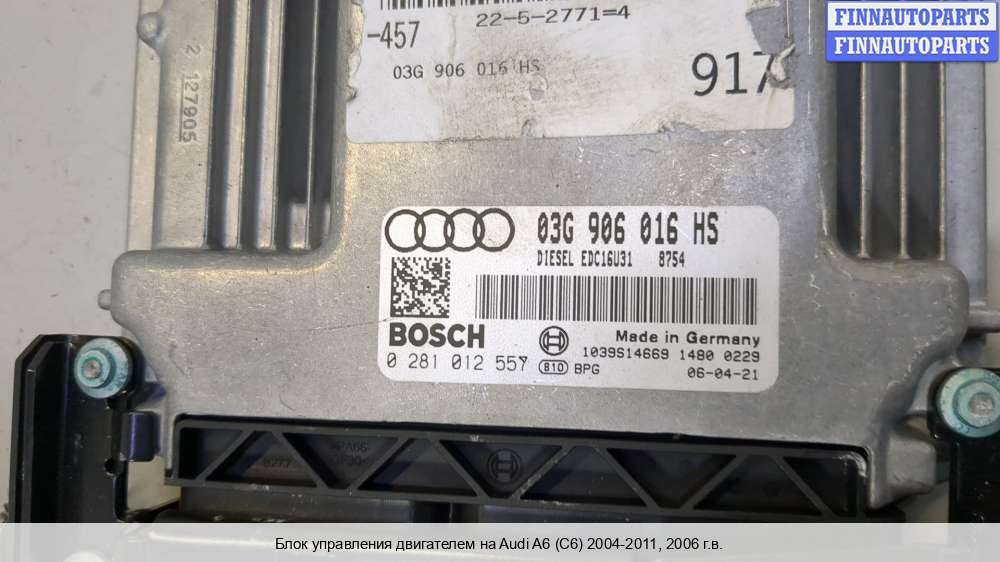 FINNAUTOPARTS
FINNAUTOPARTS
22-5-2771=4
-457
03G 906 016 HS
917
2 127905
03G 906 016 HS
DIESEL EDC16U31 8754
BOSCH
Made in Germany
0 281 012 557
1039S14669 1480 0229
810 BPG
06-04-21
Блок управления двигателем на Audi A6 (C6) 2004-2011, 2006 г.в.